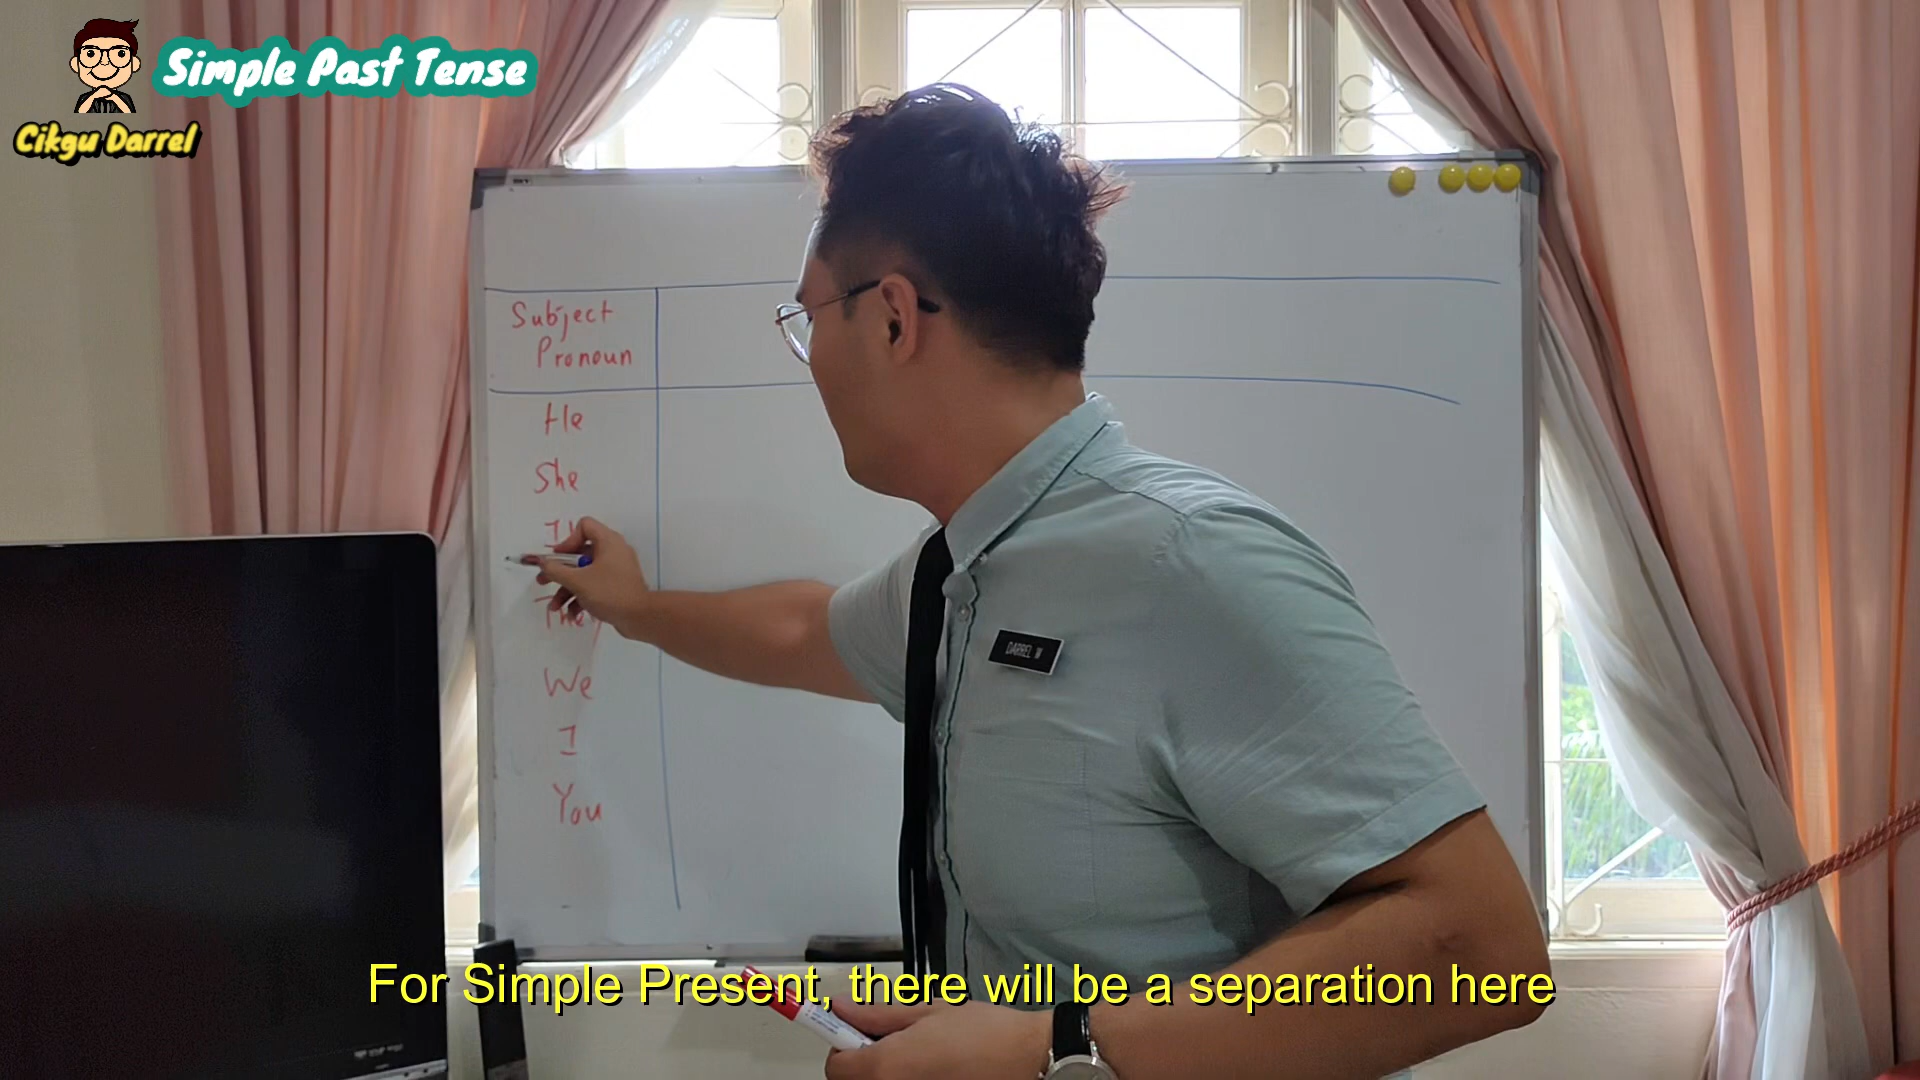 Simple Past Tense
Cikgu Darrel
Subject
Pronoun
He
She
They
We
I
You
DARREL W
For Simple Present, there will be a separation here